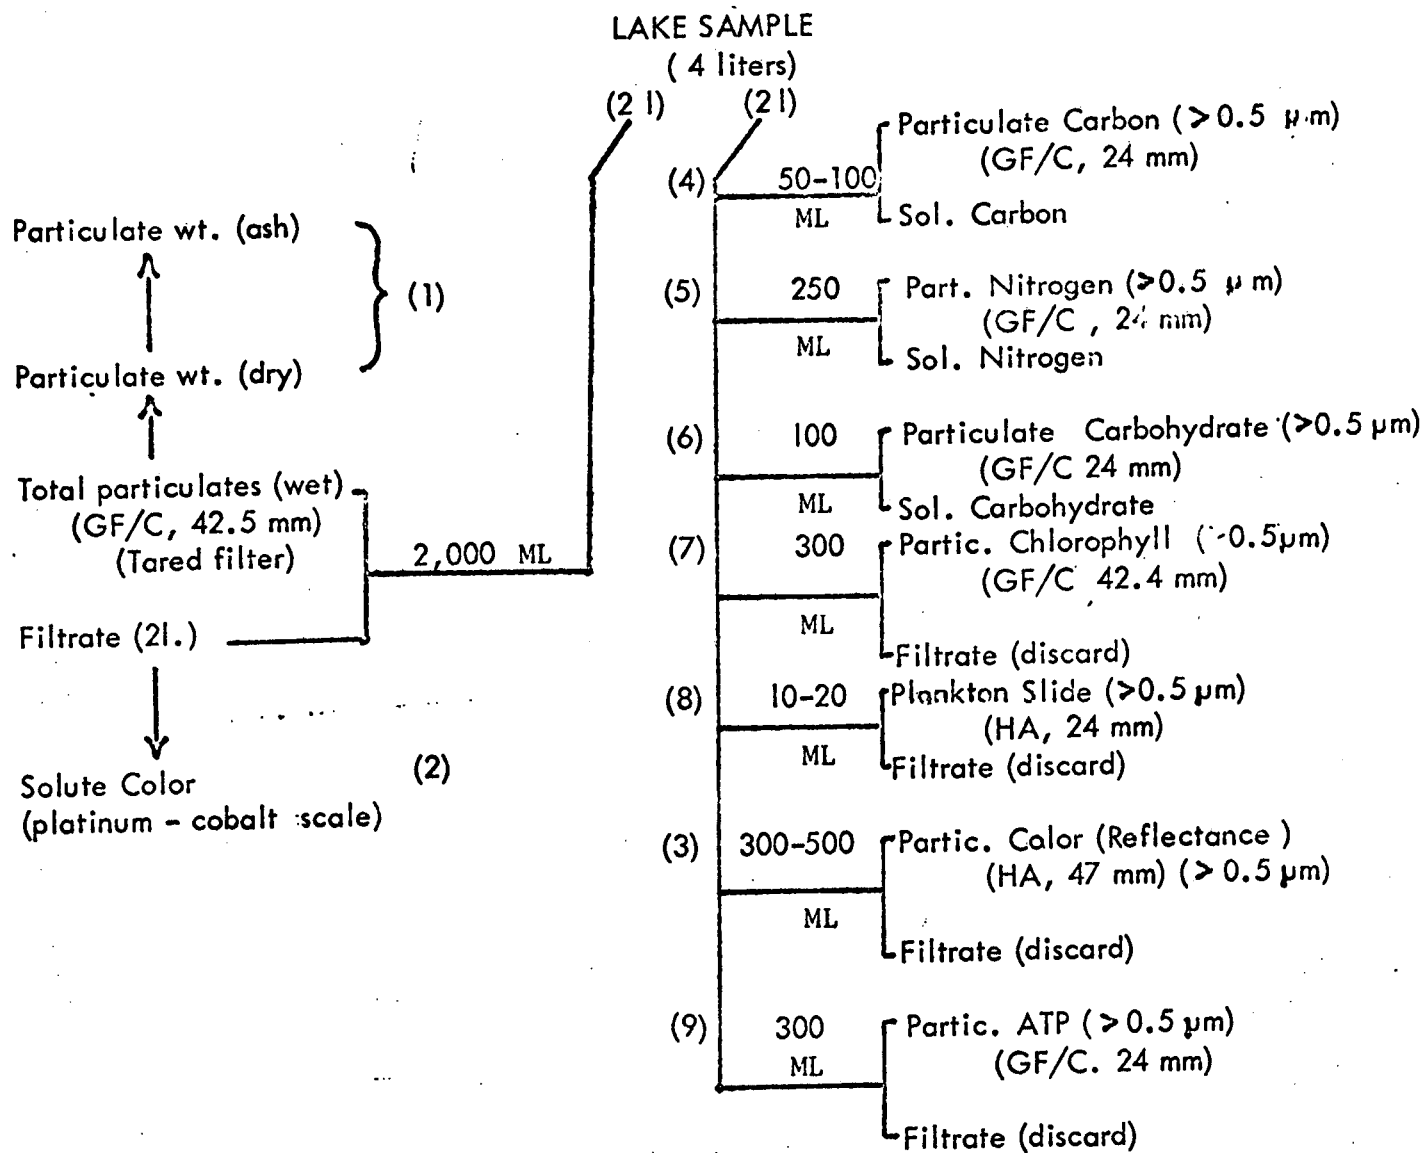 LAKE SAMPLE
( 4 liters)
(2 l)
(2 l)
Particulate wt. (ash)
(1)
Particulate wt. (dry)
Total particulates (wet)
(GF/C, 42.5 mm)
(Tared filter)
2,000 ML
Filtrate (2l.)
Solute Color
(platinum - cobalt scale)
(2)
(4)
50-100
ML
Particulate Carbon (>0.5 µm)
(GF/C, 24 mm)
Sol. Carbon
(5)
250
ML
Part. Nitrogen (>0.5 µm)
(GF/C , 24 mm)
Sol. Nitrogen
(6)
100
ML
Particulate Carbohydrate (>0.5 µm)
(GF/C 24 mm)
Sol. Carbohydrate
(7)
300
ML
Partic. Chlorophyll ( 0.5µm)
(GF/C 42.4 mm)
Filtrate (discard)
(8)
10-20
ML
Plankton Slide (>0.5 µm)
(HA, 24 mm)
Filtrate (discard)
(3)
300-500
ML
Partic. Color (Reflectance )
(HA, 47 mm) (> 0.5 µm)
Filtrate (discard)
(9)
300
ML
Partic. ATP (> 0.5 µm)
(GF/C. 24 mm)
Filtrate (discard)